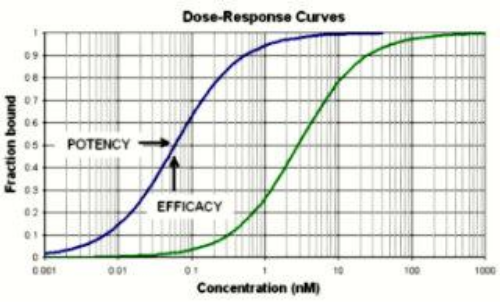 Dose-Response Curves
Fraction bound
1
0.9
0.8
0.7
0.6
0.5
0.4
0.3
0.2
0.1
0
POTENCY
EFFICACY
0.001 0.01 0.1 1 10 100 1000
Concentration (nM)